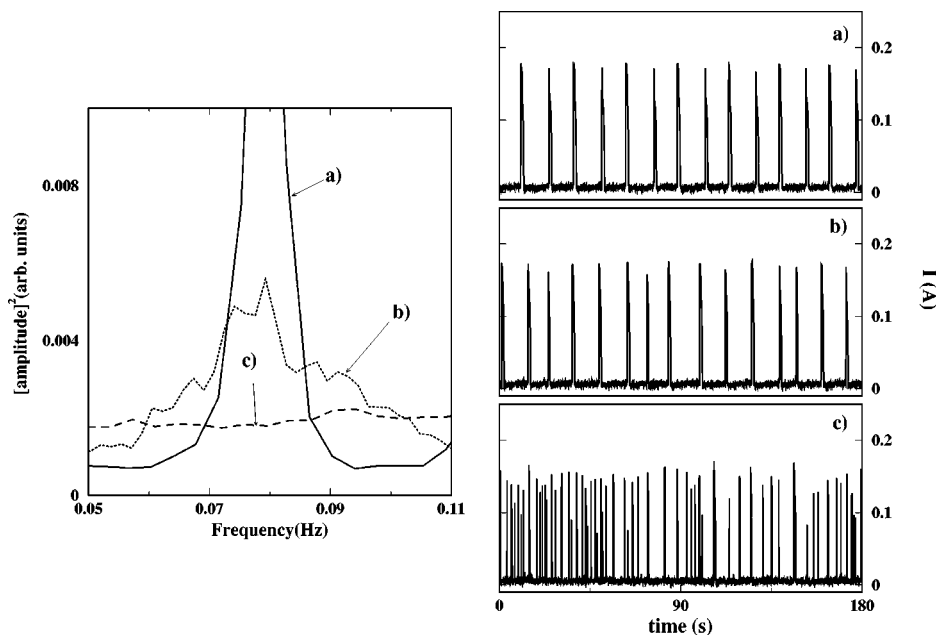 a)
0.2
0.1
0
b)
0.2
0.1
0
c)
0.2
0.1
0
0 90 180
time (s)
I (A)
0.008
0.004
0
[amplitude]² (arb. units)
a)
b)
c)
0.05 0.07 0.09 0.11
Frequency(Hz)